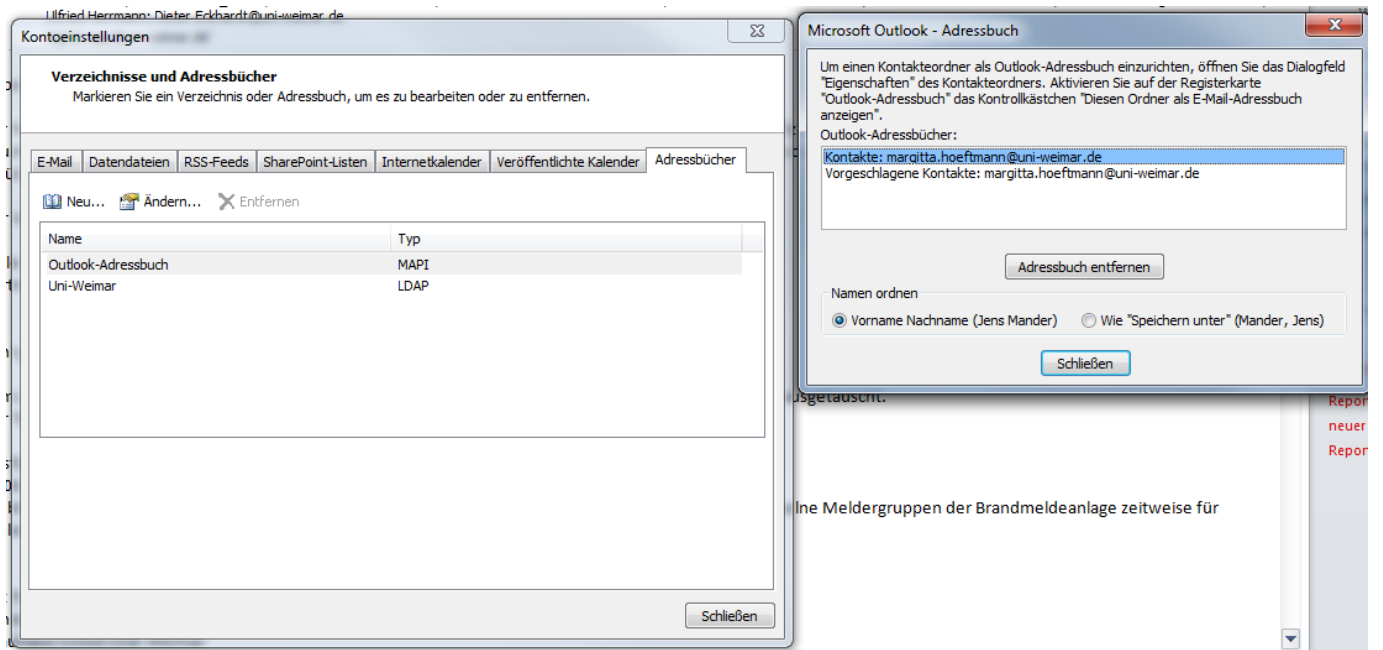 Ulfried Herrmann; Dieter.Eckhardt@uni-weimar.de
Kontoeinstellungen
Verzeichnisse und Adressbücher
Markieren Sie ein Verzeichnis oder Adressbuch, um es zu bearbeiten oder zu entfernen.
E-Mail Datendateien RSS-Feeds SharePoint-Listen Internetkalender Veröffentlichte Kalender Adressbücher
Neu... Ändern... Entfernen
Name Typ
Outlook-Adressbuch MAPI
Uni-Weimar LDAP
Schließen
Microsoft Outlook - Adressbuch
Um einen Kontakteordner als Outlook-Adressbuch einzurichten, öffnen Sie das Dialogfeld
"Eigenschaften" des Kontakteordners. Aktivieren Sie auf der Registerkarte
"Outlook-Adressbuch" das Kontrollkästchen "Diesen Ordner als E-Mail-Adressbuch
anzeigen".
Outlook-Adressbücher:
Kontakte: margitta.hoeftmann@uni-weimar.de
Vorgeschlagene Kontakte: margitta.hoeftmann@uni-weimar.de
Adressbuch entfernen
Namen ordnen
Vorname Nachname (Jens Mander) Wie "Speichern unter" (Mander, Jens)
Schließen
usgetauscht.
Repor
neuer
Repor
lne Meldergruppen der Brandmeldeanlage zeitweise für